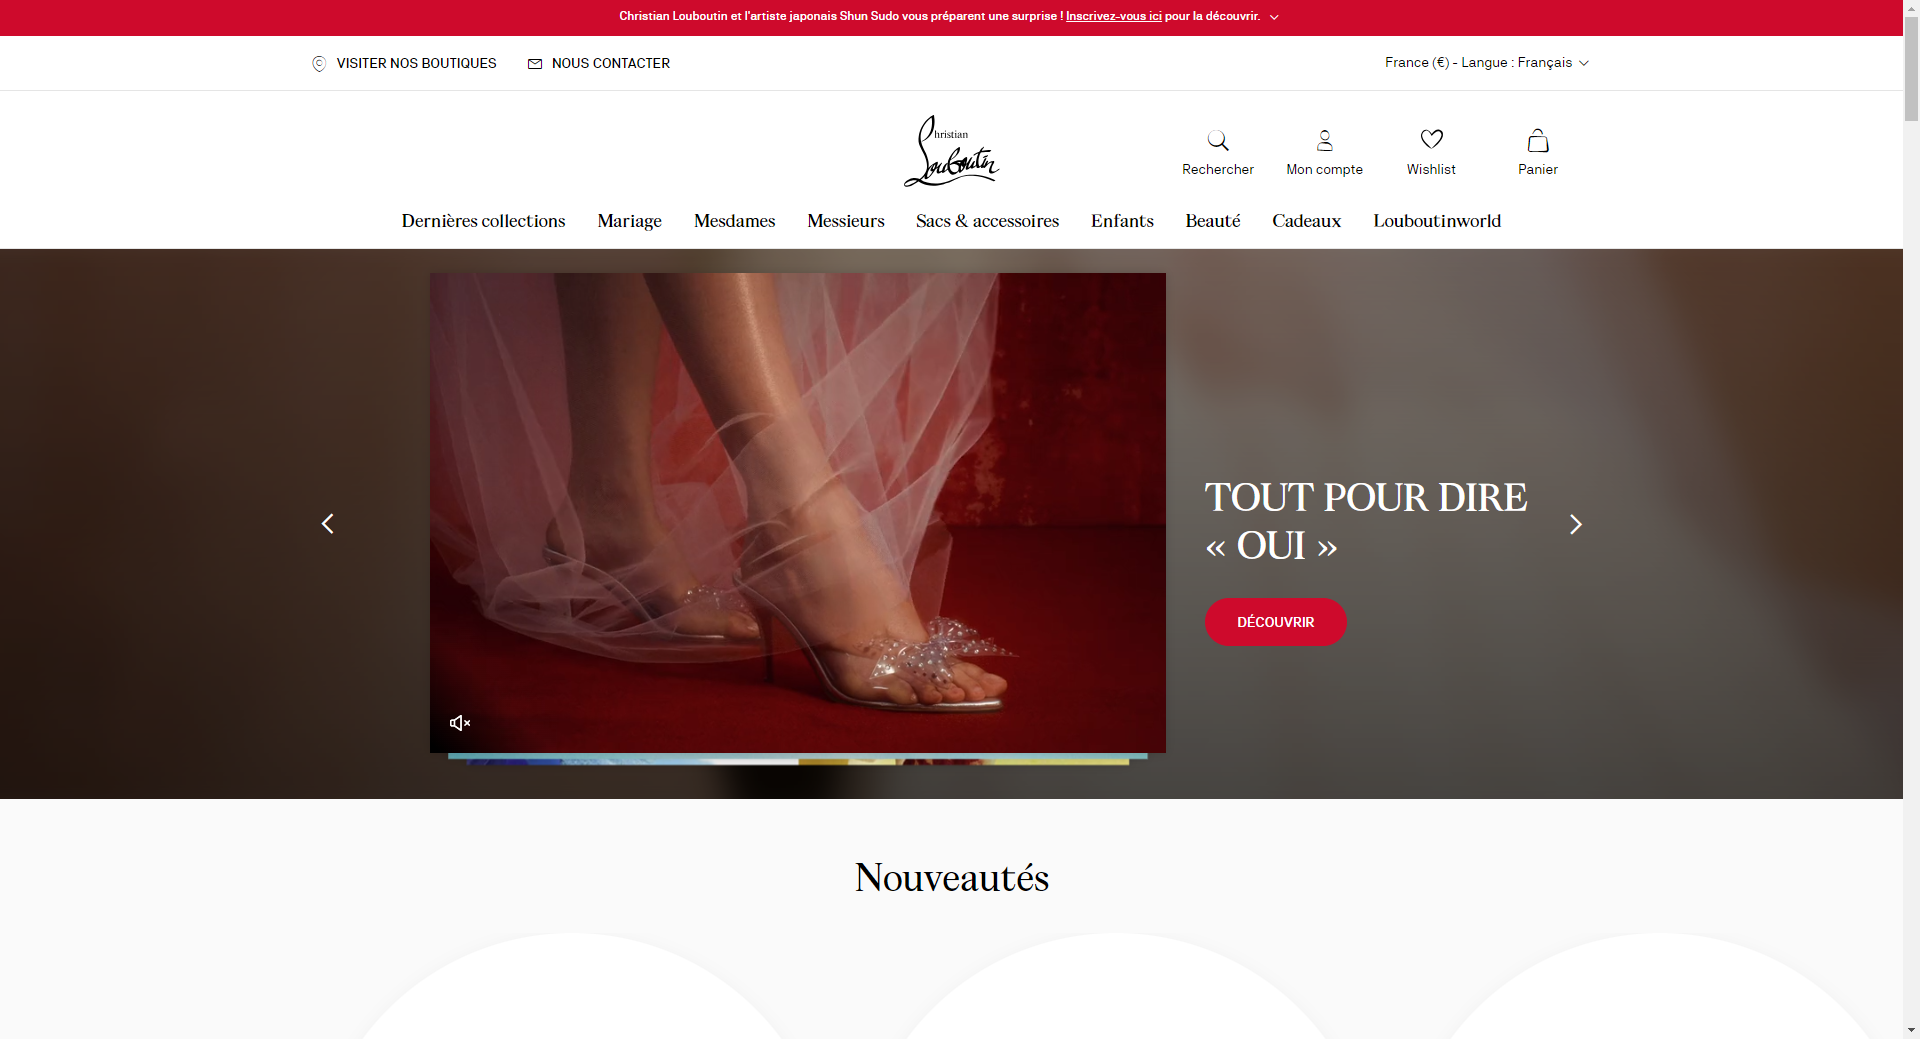 Christian Louboutin et l'artiste japonais Shun Sudo vous préparent une surprise ! Inscrivez-vous ici pour la découvrir.
VISITER NOS BOUTIQUES
NOUS CONTACTER
France (€) - Langue : Français
Christian
Louboutin
Rechercher
Mon compte
Wishlist
Panier
Dernières collections
Mariage
Mesdames
Messieurs
Sacs & accessoires
Enfants
Beauté
Cadeaux
Louboutinworld
TOUT POUR DIRE
« OUI »
DÉCOUVRIR
Nouveautés